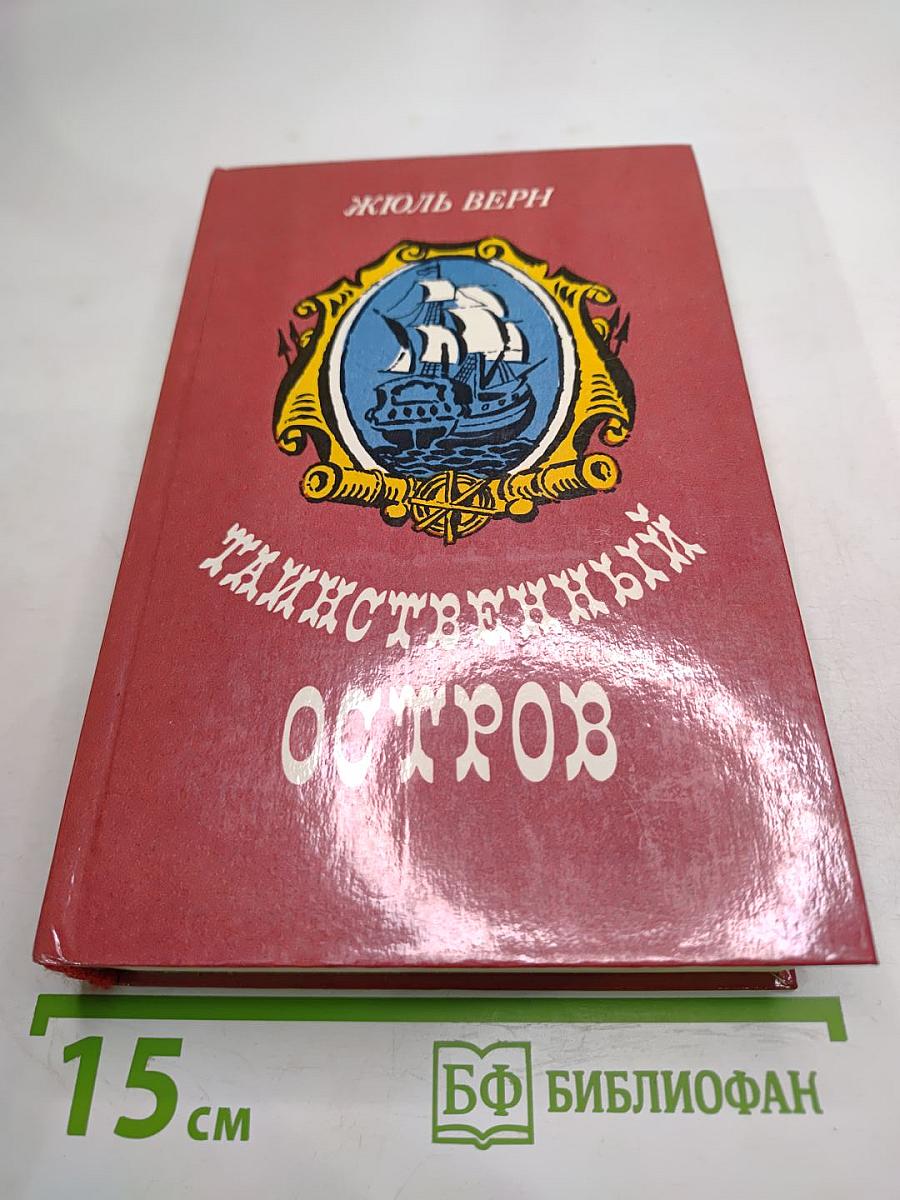 ЖЮЛЬ ВЕРН
ТАИНСТВЕННЫЙ
ОСТРОВ
15 см
БФ БИБЛИОФАН